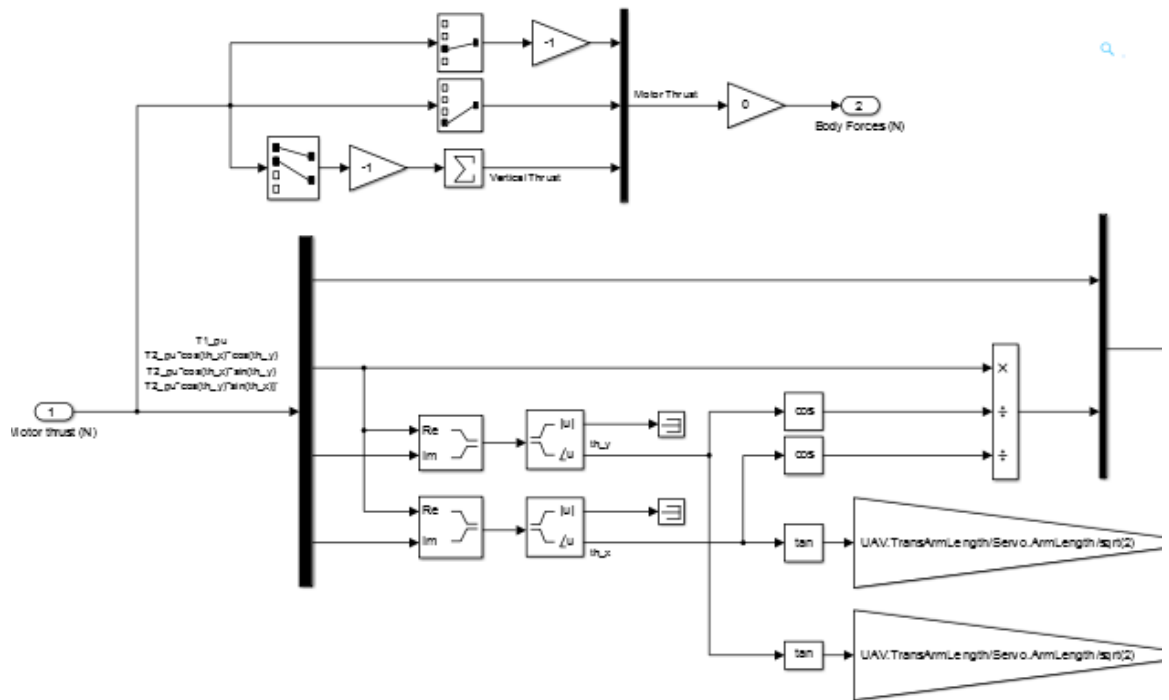 -1
Motor Thrust
0
2
Body Forces (N)
-1
Σ
Vertical Thrust
T1_pu
T2_pu*cos(th_x)*cos(th_y)
T2_pu*cos(th_x)*sin(th_y)
T2_pu*cos(th_y)*sin(th_x)]'
1
Motor thrust (N)
×
÷
÷
Re
Im
|u|
∠u
th_y
cos
cos
Re
Im
|u|
∠u
th_x
tan
UAV.TransArmLength/Servo.ArmLength/sqrt(2)
tan
UAV.TransArmLength/Servo.ArmLength/sqrt(2)